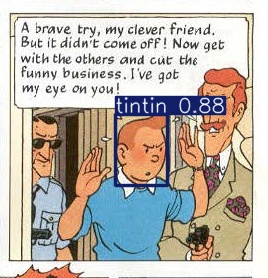 A brave try, my clever friend.
But it didn't come off! Now get
with the others and cut the
funny business. I've got
my eye on you!
tintin 0.88